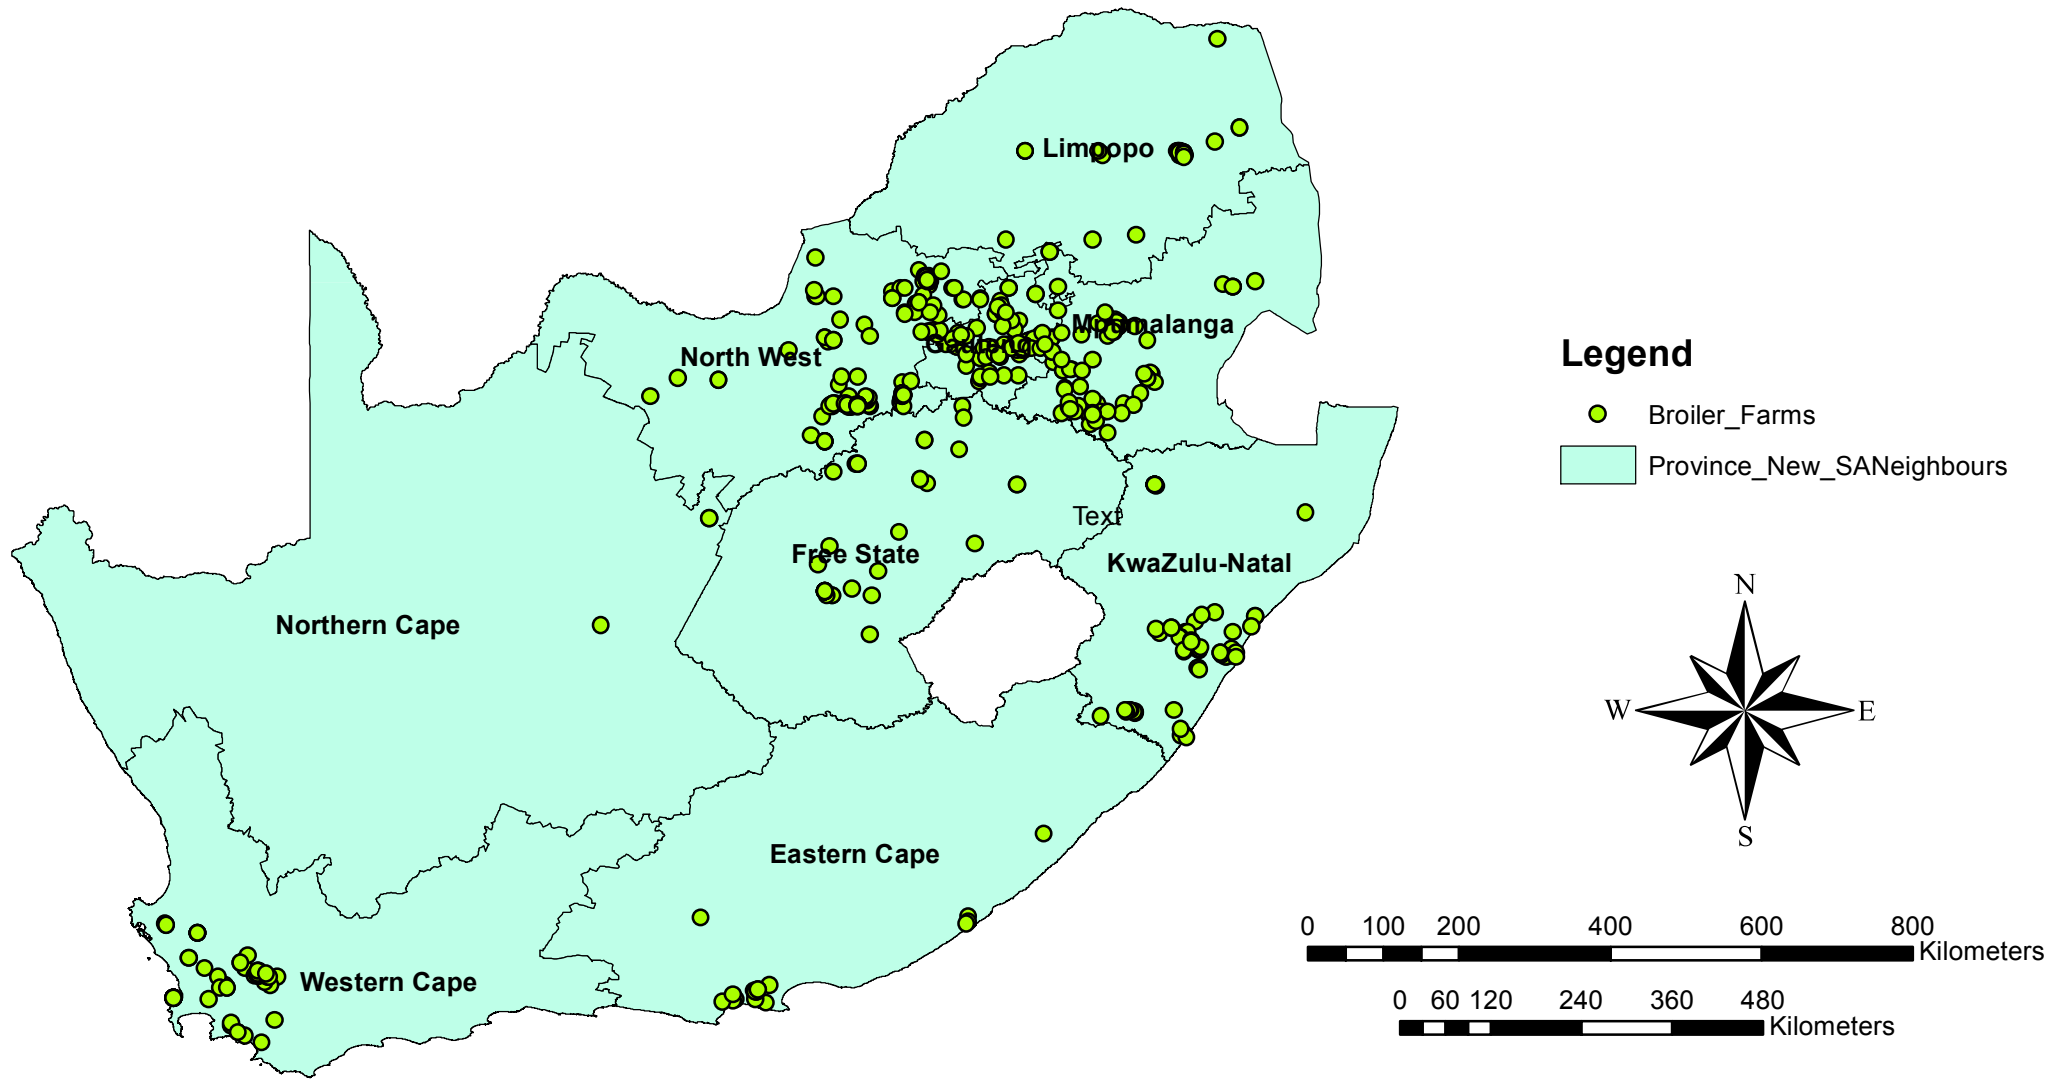 Limpopo
Mpumalanga
Gauteng
North West
Text
Free State
KwaZulu-Natal
Northern Cape
Eastern Cape
Western Cape
Legend
Broiler_Farms
Province_New_SANeighbours
N
W E
S
0 100 200 400 600 800
Kilometers
0 60 120 240 360 480
Kilometers